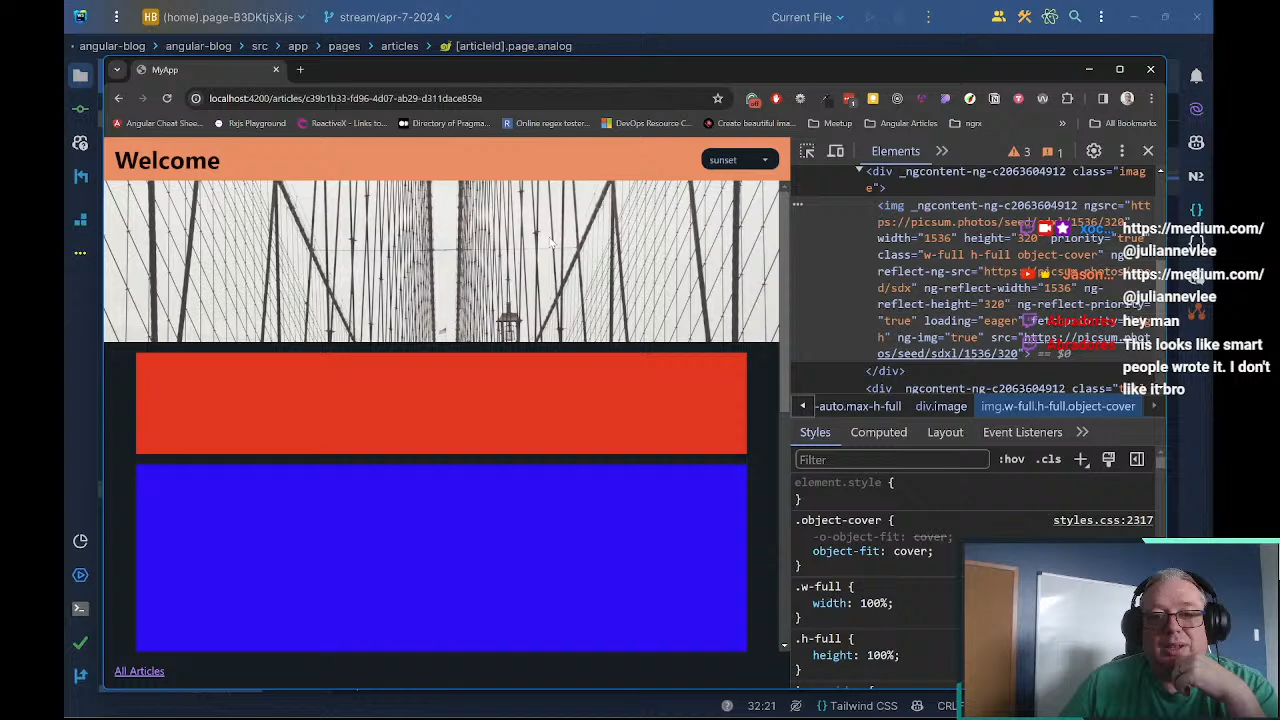 HB (home).page-B3DKtjsX.js
stream/apr-7-2024
Current File
angular-blog
angular-blog
src
app
pages
articles
[articleId].page.analog
MyApp
localhost:4200/articles/c39b1b33-fd96-4d07-ab29-d311dace859a
Angular Cheat Shee...
Rxjs Playground
ReactiveX - Links to...
Directory of Pragma...
Online regex tester...
DevOps Resource C...
Create beautiful ima...
Meetup
Angular Articles
ngrx
All Bookmarks
Welcome
sunset
Elements
3
1
<div _ngcontent-ng-c2063604912 class="imag
e">
<img _ngcontent-ng-c2063604912 ngsrc="htt
ps://picsum.photos/seed/sdxl/1536/320"
width="1536" height="320" priority="true"
class="w-full h-full object-cover" ng-
reflect-ng-src="https://picsum.photos/
sdx" ng-reflect-width="1536" ng-
reflect-height="320" ng-reflect-priority=
"true" loading="eager"
h" ng-img="true" src="https://picsum.phot
os/seed/sdxl/1536/320"> == $0
</div>
<div _ngcontent-ng-c2063604912 class="t
-auto.max-h-full
div.image
img.w-full.h-full.object-cover
Styles
Computed
Layout
Event Listeners
Filter
:hov
.cls
element.style {
}
.object-cover {
styles.css:2317
-o-object-fit: cover;
object-fit: cover;
}
.w-full {
width: 100%;
}
.h-full {
height: 100%;
}
N2
xoc...
https://medium.com/
@juliannevlee
Jason...
https://medium.com/
@juliannevlee
hey man
This looks like smart
people wrote it. I don't
like it bro
All Articles
32:21
Tailwind CSS
CRL